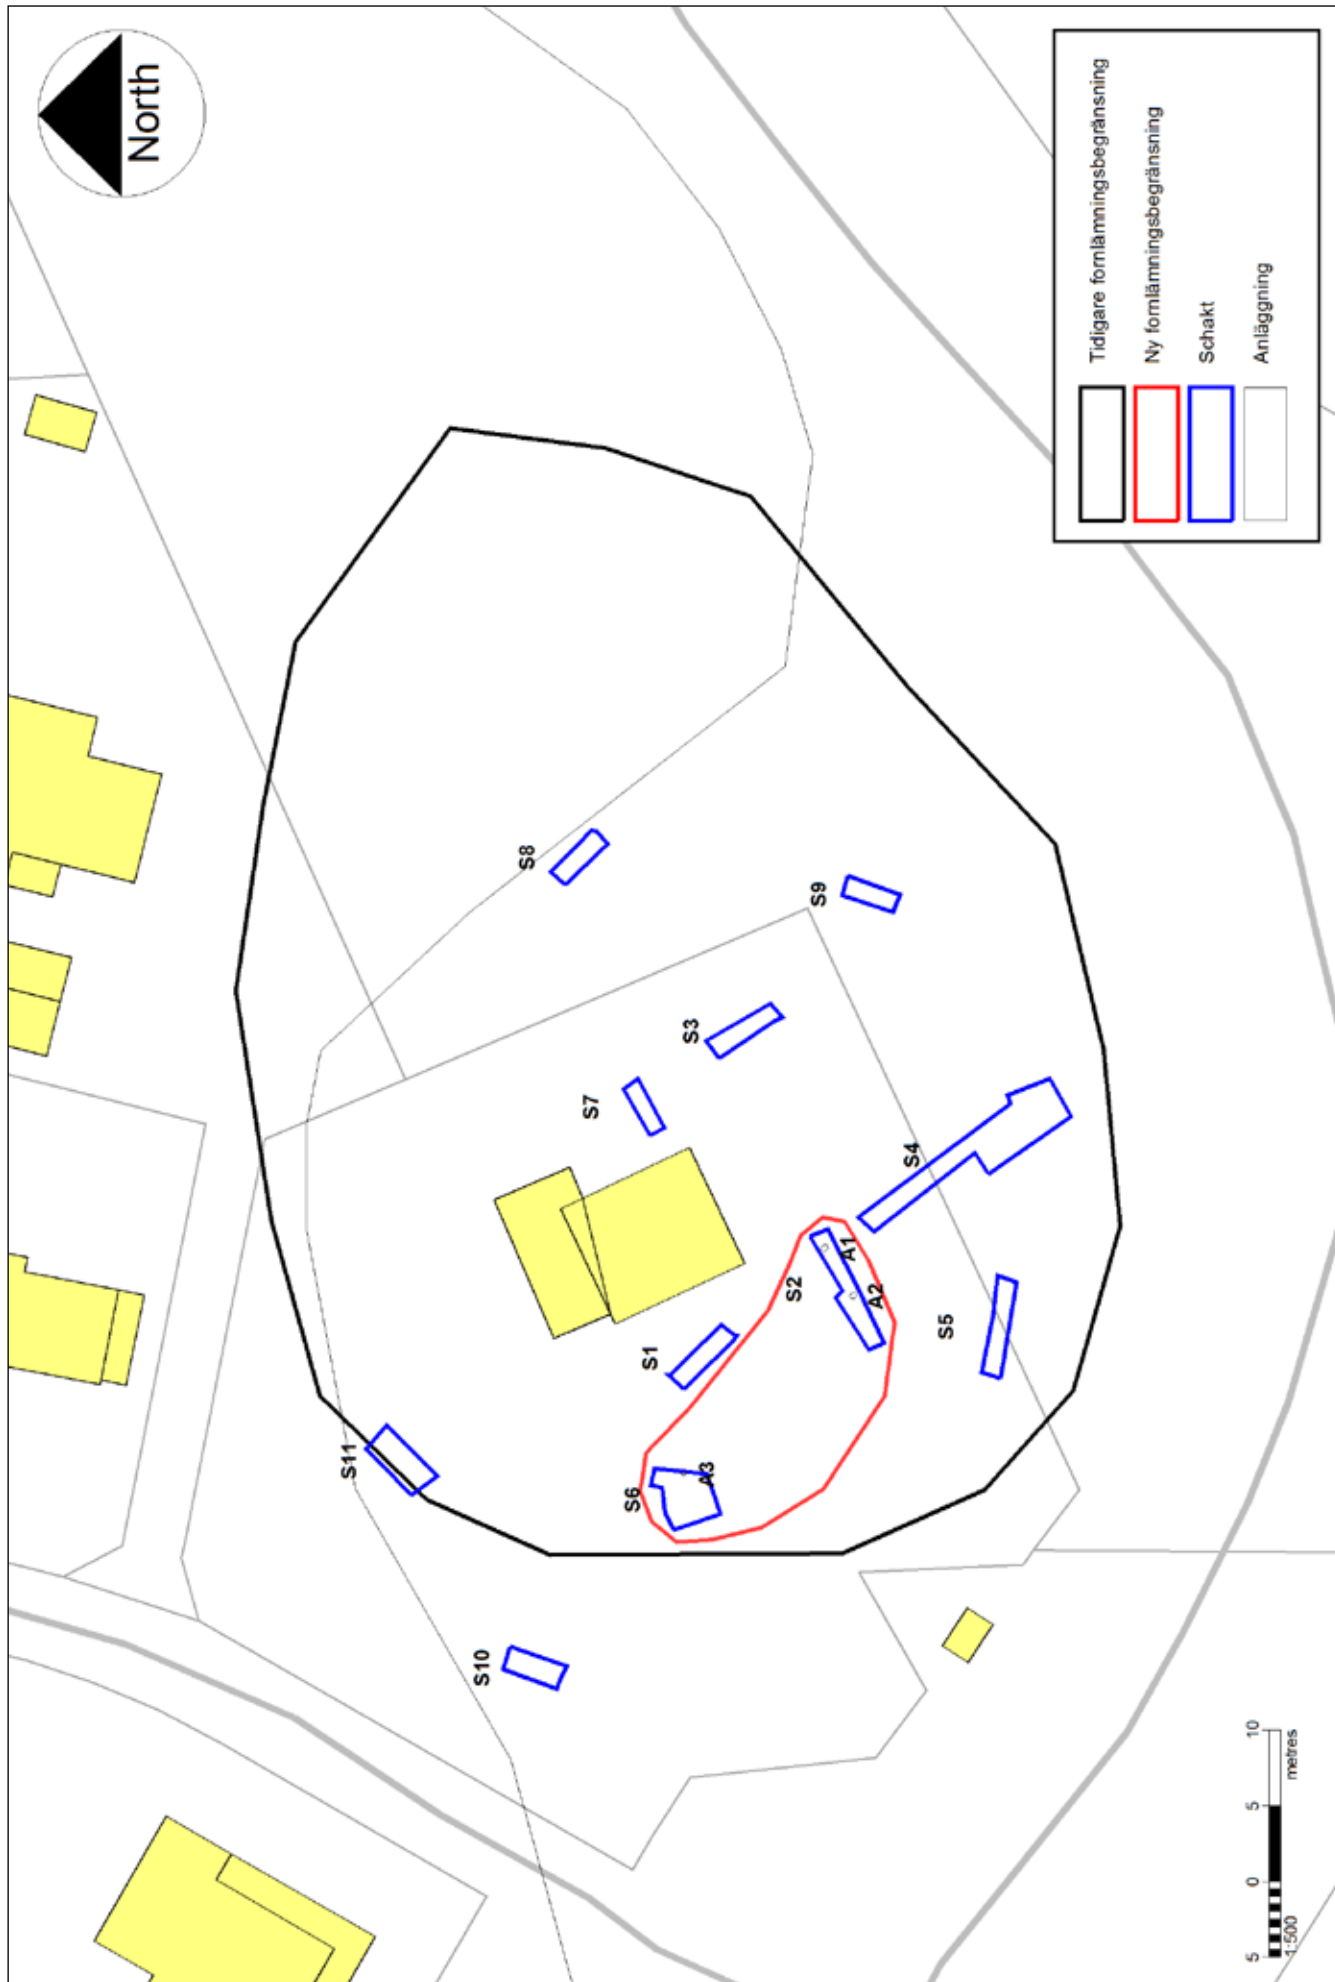 North
Tidigare fornlämningsbegränsning
Ny fornlämningsbegränsning
Schakt
Anläggning
S8
S9
S3
S7
S4
S2
A1
A2
S5
S1
S11
S6
A3
S10
5 0 5 10
metres
1:500